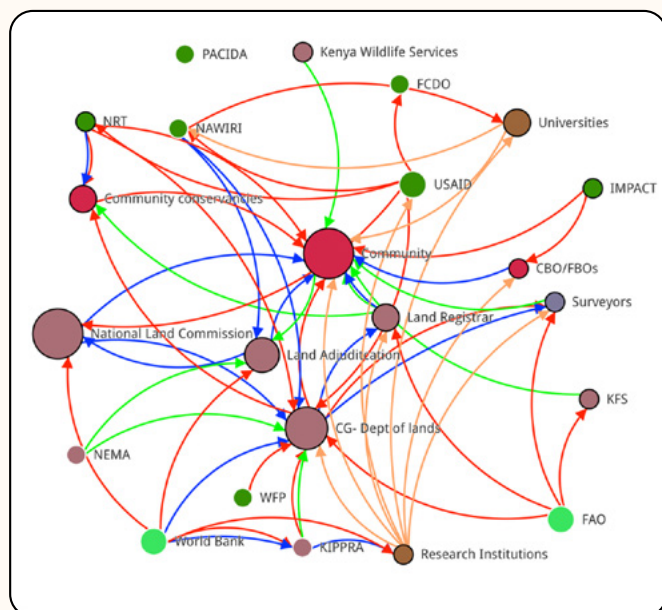 PACIDA
Kenya Wildlife Services
FCDO
NRT
NAWIRI
Universities
USAID
IMPACT
Community conservancies
Community
CBO/FBOs
Surveyors
Land Registrar
National Land Commission
Land Adjudication
KFS
CG- Dept of lands
NEMA
WFP
FAO
World Bank
KIPPRA
Research Institutions